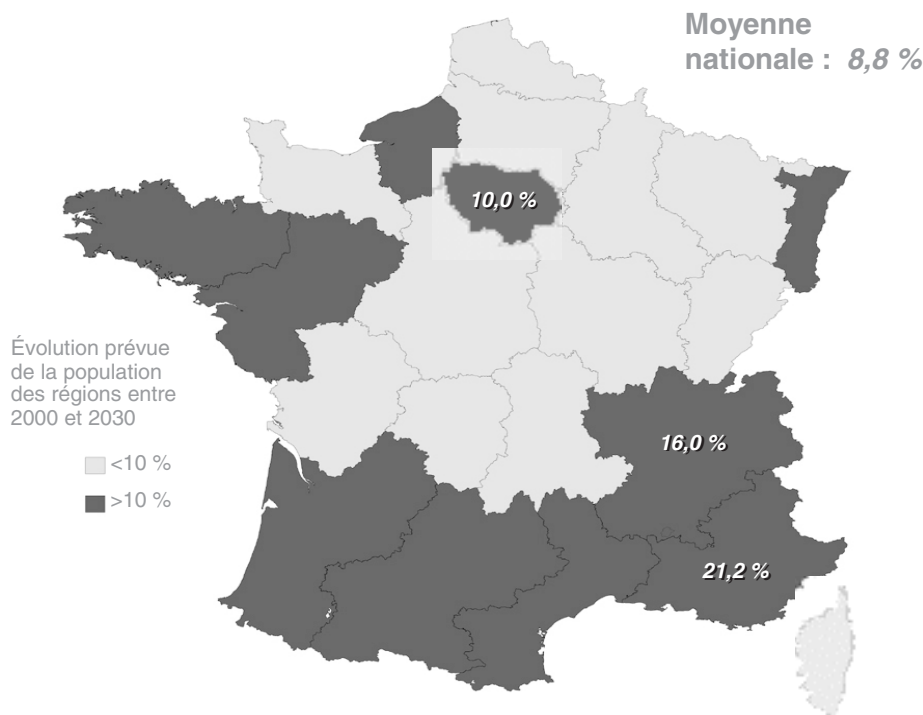 Moyenne
nationale : 8,8 %
10,0 %
Évolution prévue
de la population
des régions entre
2000 et 2030
<10 %
>10 %
16,0 %
21,2 %